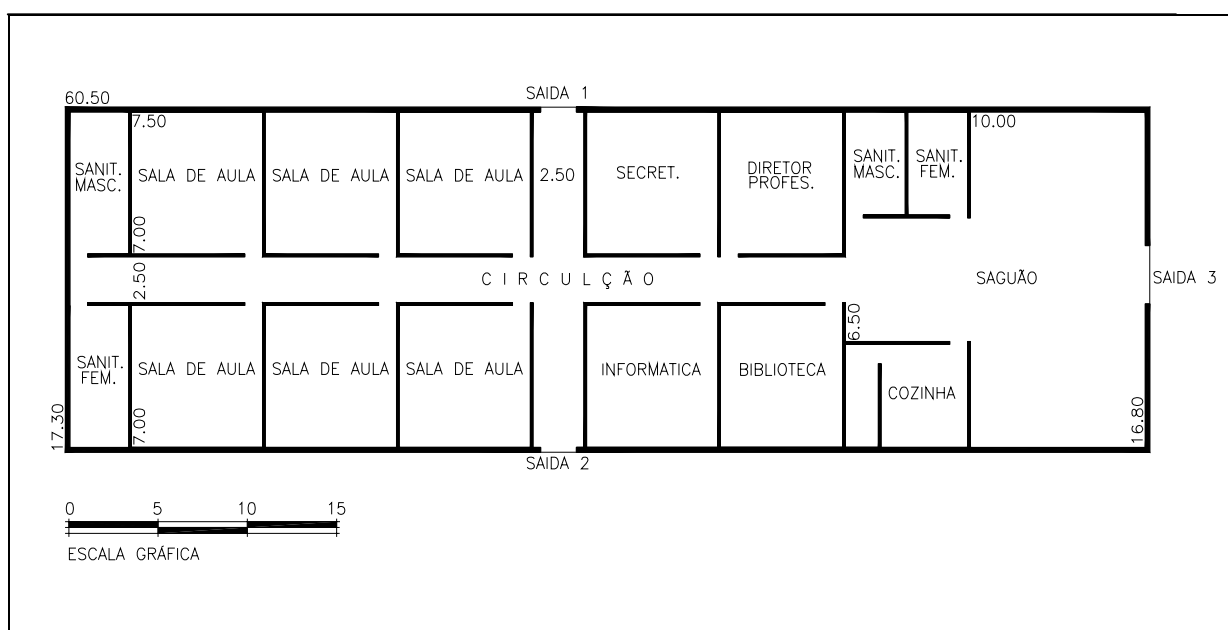 SAIDA 1
60.50
7.50
10.00
SANIT.
MASC.
SALA DE AULA
SALA DE AULA
SALA DE AULA
2.50
SECRET.
DIRETOR
PROFES.
SANIT.
MASC.
SANIT.
FEM.
7.00
2.50
CIRCULÇÃO
SAGUÃO
SAIDA 3
6.50
SANIT.
FEM.
SALA DE AULA
SALA DE AULA
SALA DE AULA
INFORMATICA
BIBLIOTECA
COZINHA
17.30
7.00
16.80
SAIDA 2
0 5 10 15
ESCALA GRÁFICA